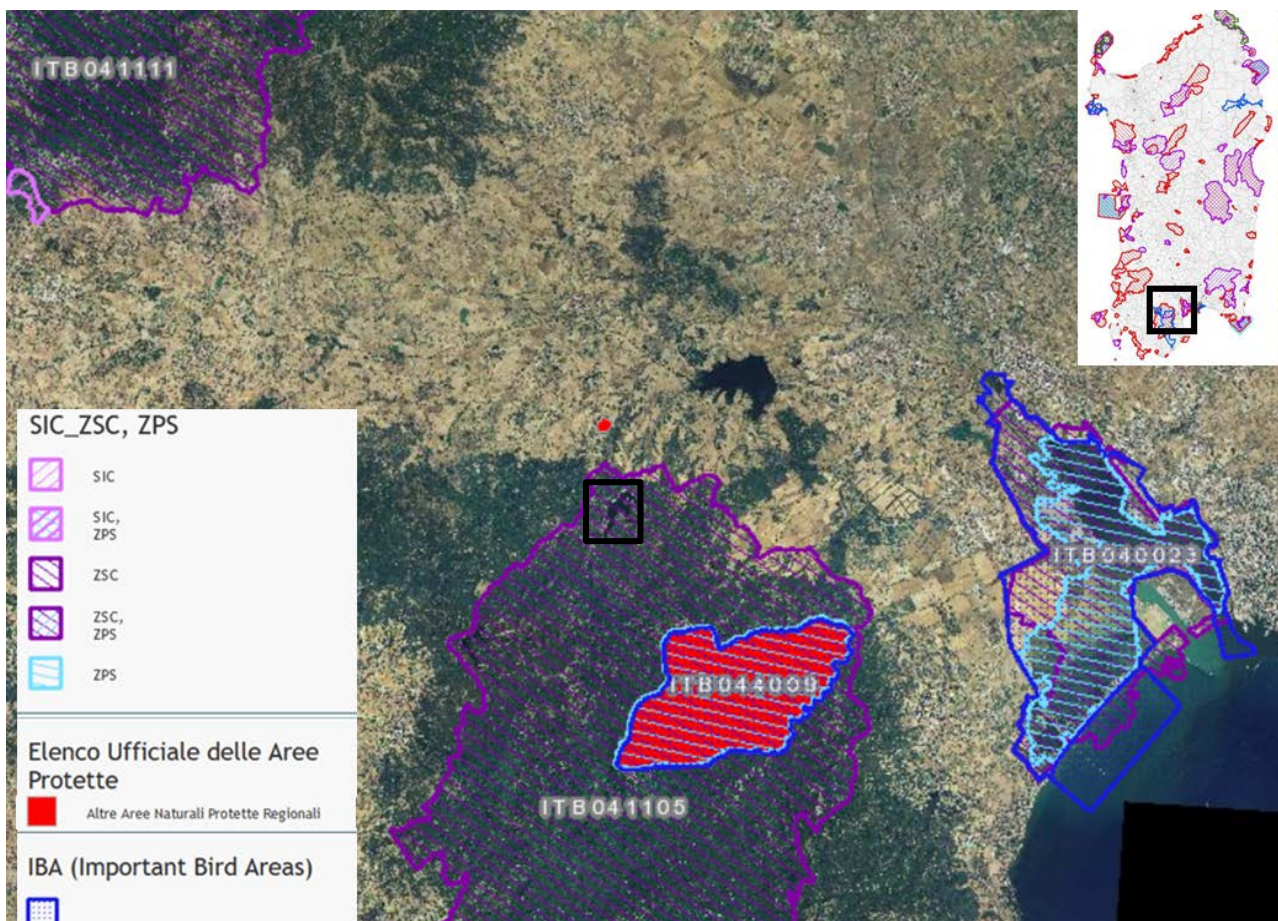 ITB041111
SIC_ZSC, ZPS
SIC
SIC,
ZPS
ZSC
ZSC,
ZPS
ZPS
Elenco Ufficiale delle Aree
Protette
Altre Aree Naturali Protette Regionali
IBA (Important Bird Areas)
ITB040023
ITB044009
ITB041105